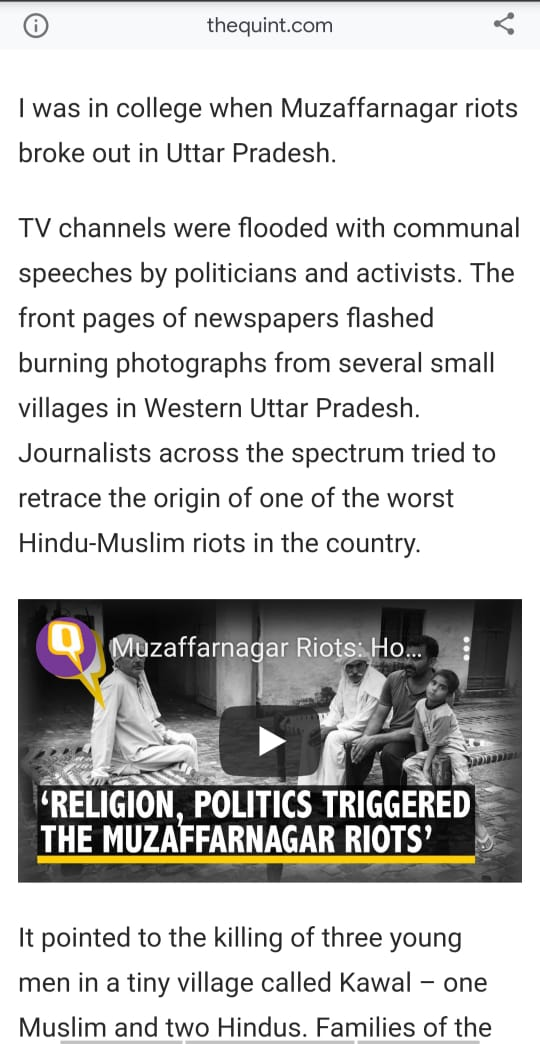 thequint.com
I was in college when Muzaffarnagar riots
broke out in Uttar Pradesh.
TV channels were flooded with communal
speeches by politicians and activists. The
front pages of newspapers flashed
burning photographs from several small
villages in Western Uttar Pradesh.
Journalists across the spectrum tried to
retrace the origin of one of the worst
Hindu-Muslim riots in the country.
Muzaffarnagar Riots: Ho...
‘RELIGION, POLITICS TRIGGERED
THE MUZAFFARNAGAR RIOTS’
It pointed to the killing of three young
men in a tiny village called Kawal – one
Muslim and two Hindus. Families of the